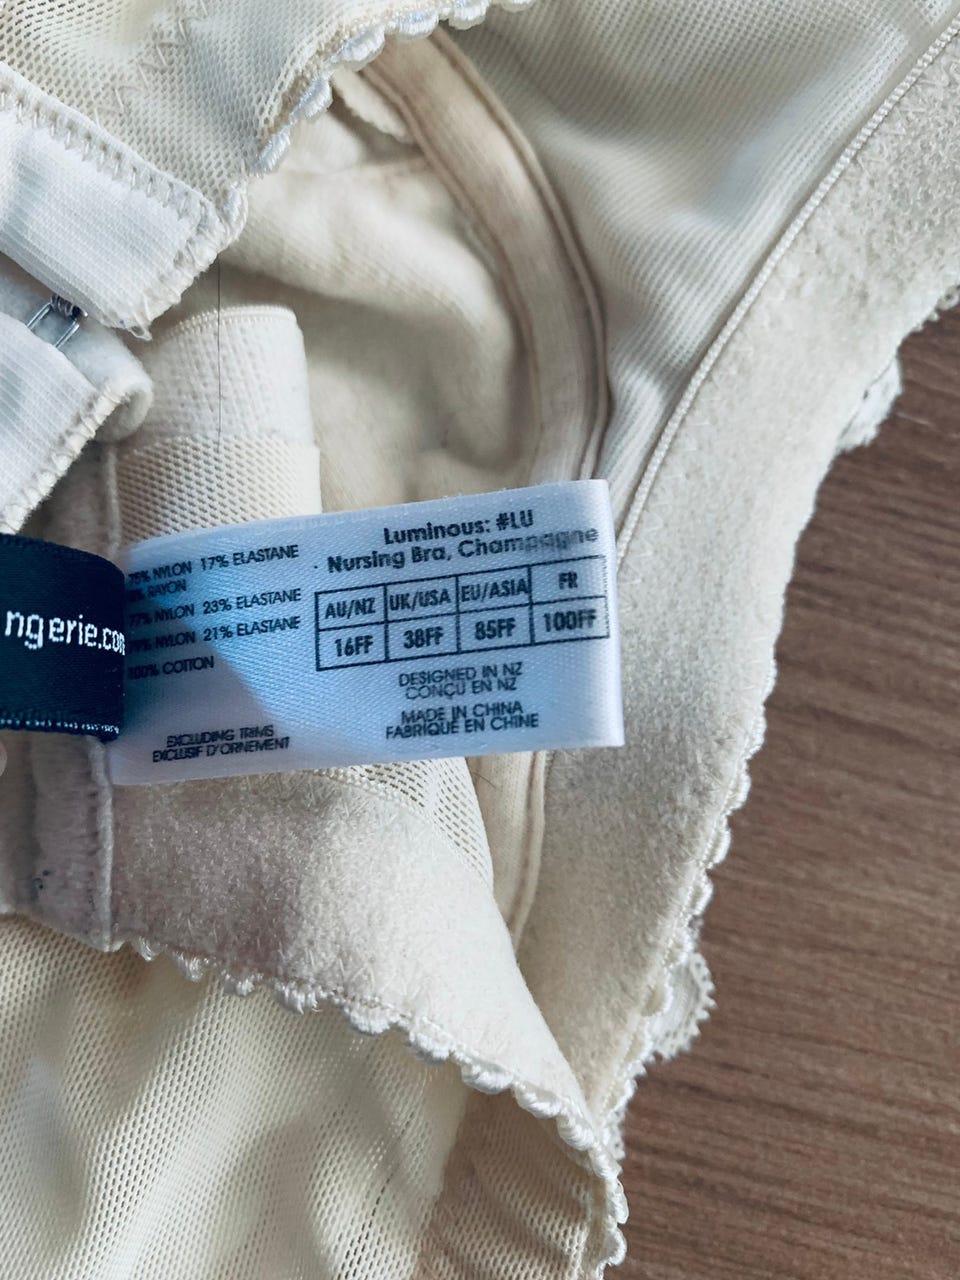 Luminous: #LU
Nursing Bra, Champagne
AU/NZ UK/USA EU/ASIA FR
16FF 38FF 85FF 100FF
DESIGNED IN NZ
CONÇU EN NZ
MADE IN CHINA
FABRIQUÉ EN CHINE
75% NYLON 17% ELASTANE
RAYON
77% NYLON 23% ELASTANE
79% NYLON 21% ELASTANE
100% COTTON
EXCLUDING TRIMS
EXCLUSIF D'ORNEMENT
ngerie.com